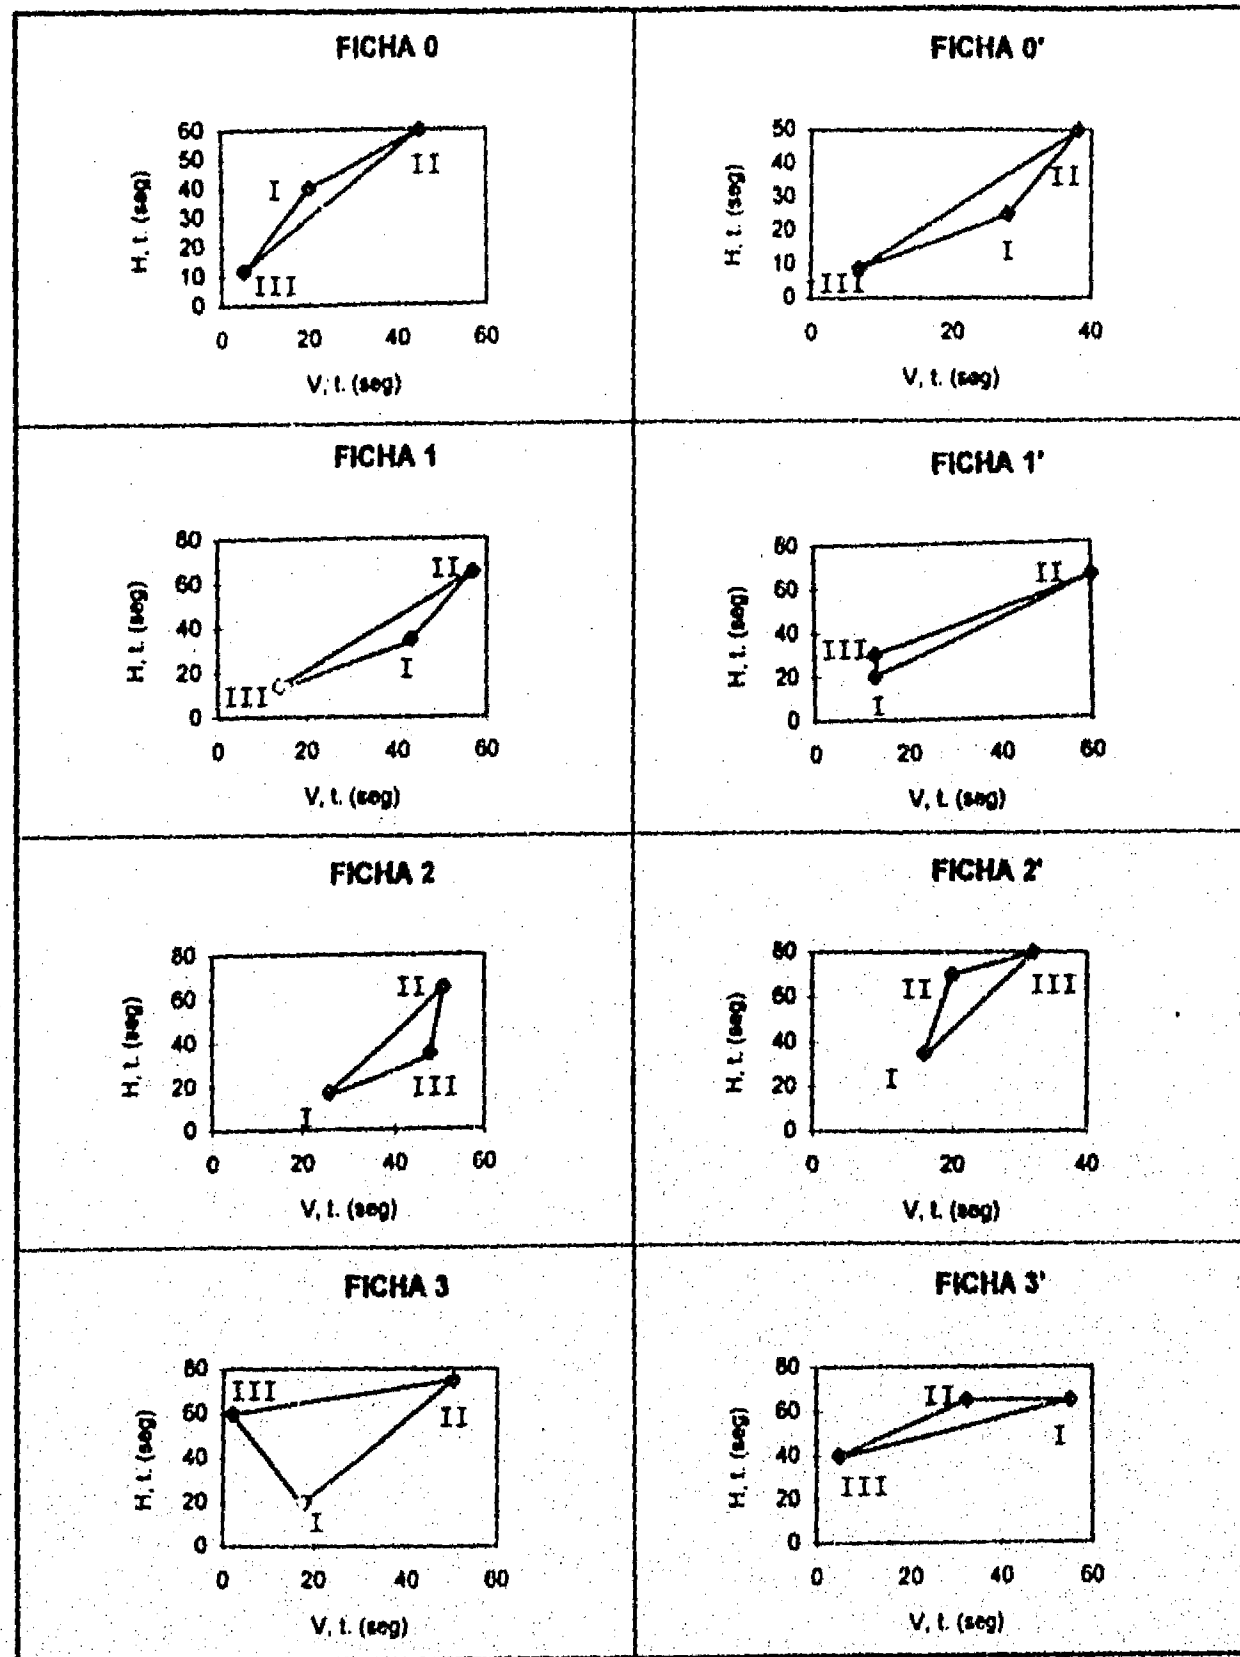 FICHA 0
H, t. (seg)
60
50
40
30
20
10
0
I
II
III
0 20 40 60
V, t. (seg)
FICHA 0'
H, t. (seg)
50
40
30
20
10
0
II
I
III
0 20 40
V, t. (seg)
FICHA 1
H, t. (seg)
80
60
40
20
0
II
I
III
0 20 40 60
V, t. (seg)
FICHA 1'
H, t. (seg)
80
60
40
20
0
II
III
I
0 20 40 60
V, t. (seg)
FICHA 2
H, t. (seg)
80
60
40
20
0
II
III
I
0 20 40 60
V, t. (seg)
FICHA 2'
H, t. (seg)
80
60
40
20
0
II
III
I
0 20 40
V, t. (seg)
FICHA 3
H, t. (seg)
80
60
40
20
0
III
II
I
0 20 40 60
V, t. (seg)
FICHA 3'
H, t. (seg)
80
60
40
20
0
II
I
III
0 20 40 60
V, t. (seg)